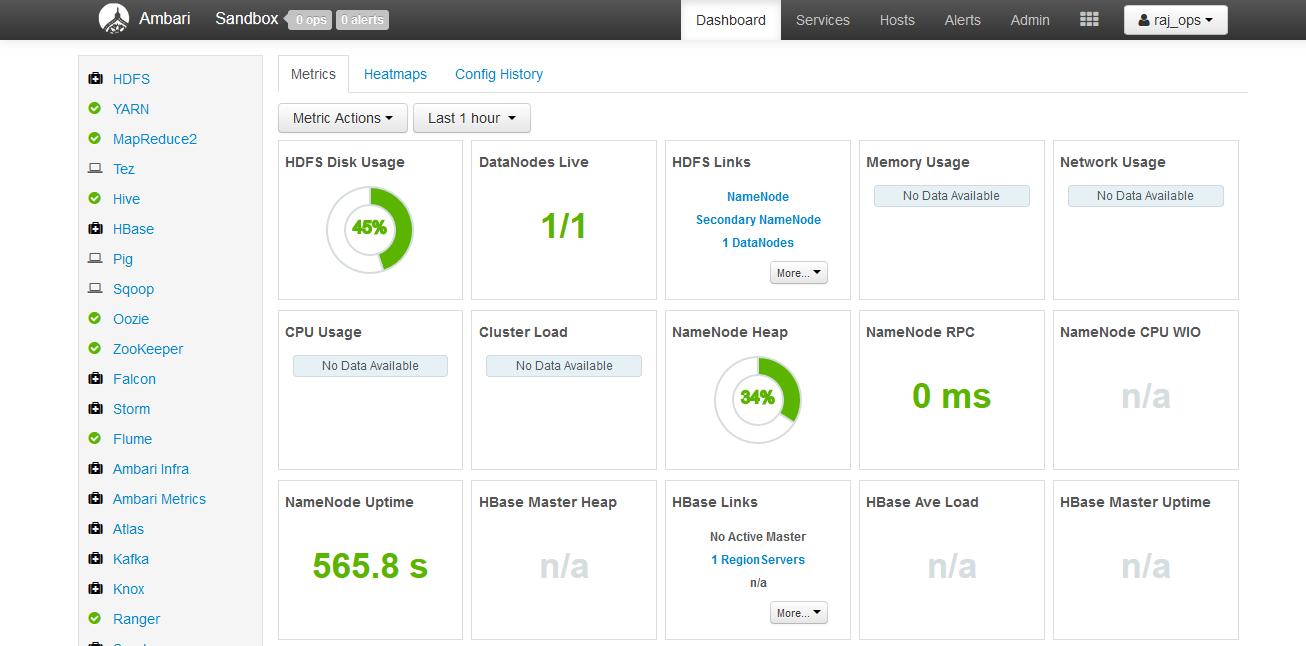 Ambari Sandbox 0 ops 0 alerts Dashboard Services Hosts Alerts Admin raj_ops
HDFS
YARN
MapReduce2
Tez
Hive
HBase
Pig
Sqoop
Oozie
ZooKeeper
Falcon
Storm
Flume
Ambari Infra
Ambari Metrics
Atlas
Kafka
Knox
Ranger
Metrics Heatmaps Config History
Metric Actions Last 1 hour
HDFS Disk Usage
45%
DataNodes Live
1/1
HDFS Links
NameNode
Secondary NameNode
1 DataNodes
More...
Memory Usage
No Data Available
Network Usage
No Data Available
CPU Usage
No Data Available
Cluster Load
No Data Available
NameNode Heap
34%
NameNode RPC
0 ms
NameNode CPU WIO
n/a
NameNode Uptime
565.8 s
HBase Master Heap
n/a
HBase Links
No Active Master
1 RegionServers
n/a
More...
HBase Ave Load
n/a
HBase Master Uptime
n/a